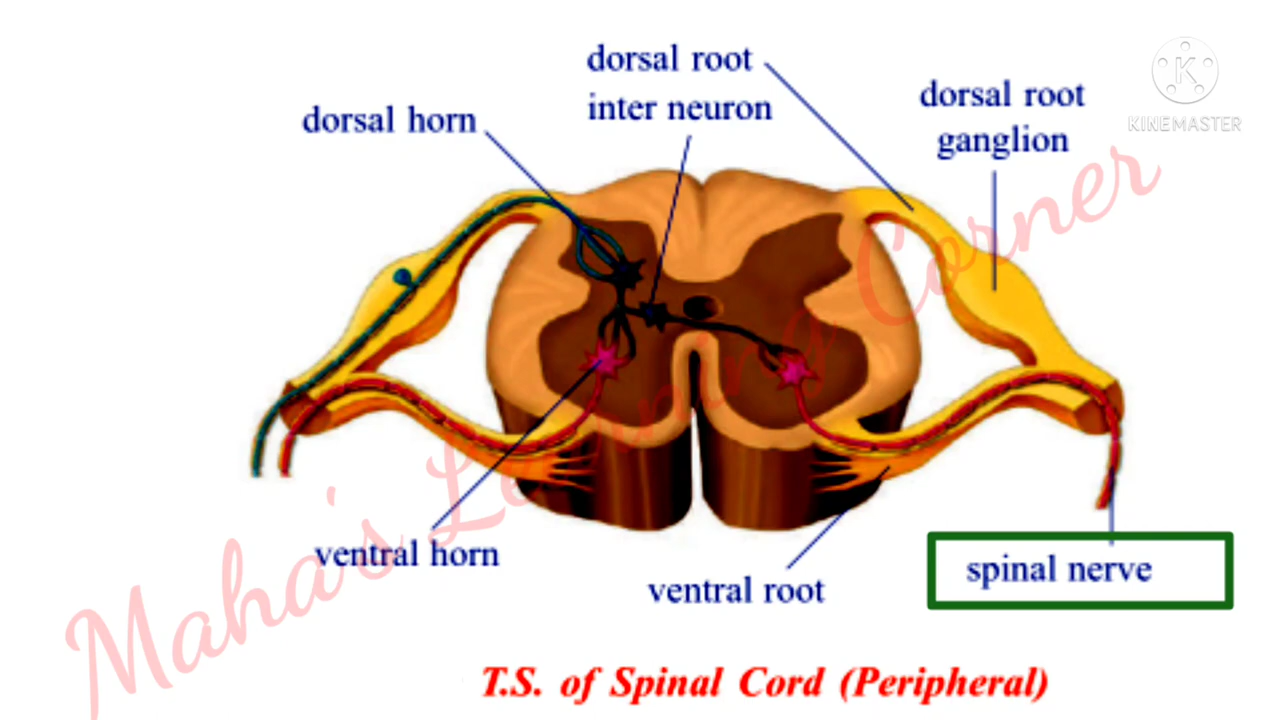 dorsal root
inter neuron
dorsal horn
dorsal root
ganglion
K
KINEMASTER
Maha's Learning Corner
ventral horn
ventral root
spinal nerve
T.S. of Spinal Cord (Peripheral)